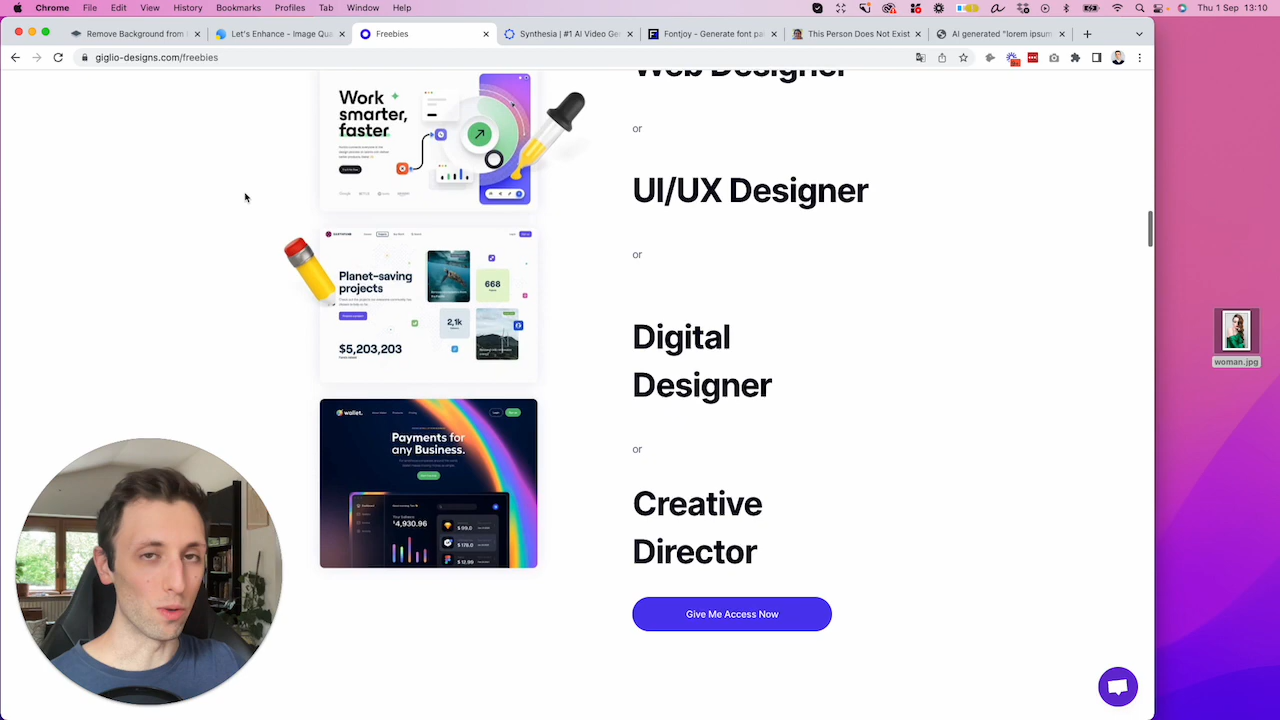 Chrome File Edit View History Bookmarks Profiles Tab Window Help Thu 1 Sep 13:10
Remove Background from
Let's Enhance - Image Qua
Freebies
Synthesia | #1 AI Video Ge
Fontjoy - Generate font pa
This Person Does Not Exist
AI generated "lorem ipsum
giglio-designs.com/freebies
Work
smarter,
faster
Planet-saving
projects
668
2,1k
$5,203,203
wallet.
Payments for
any Business.
Dashboard
$4,930.96
Web Designer
or
UI/UX Designer
or
Digital
Designer
or
Creative
Director
Give Me Access Now
woman.jpg